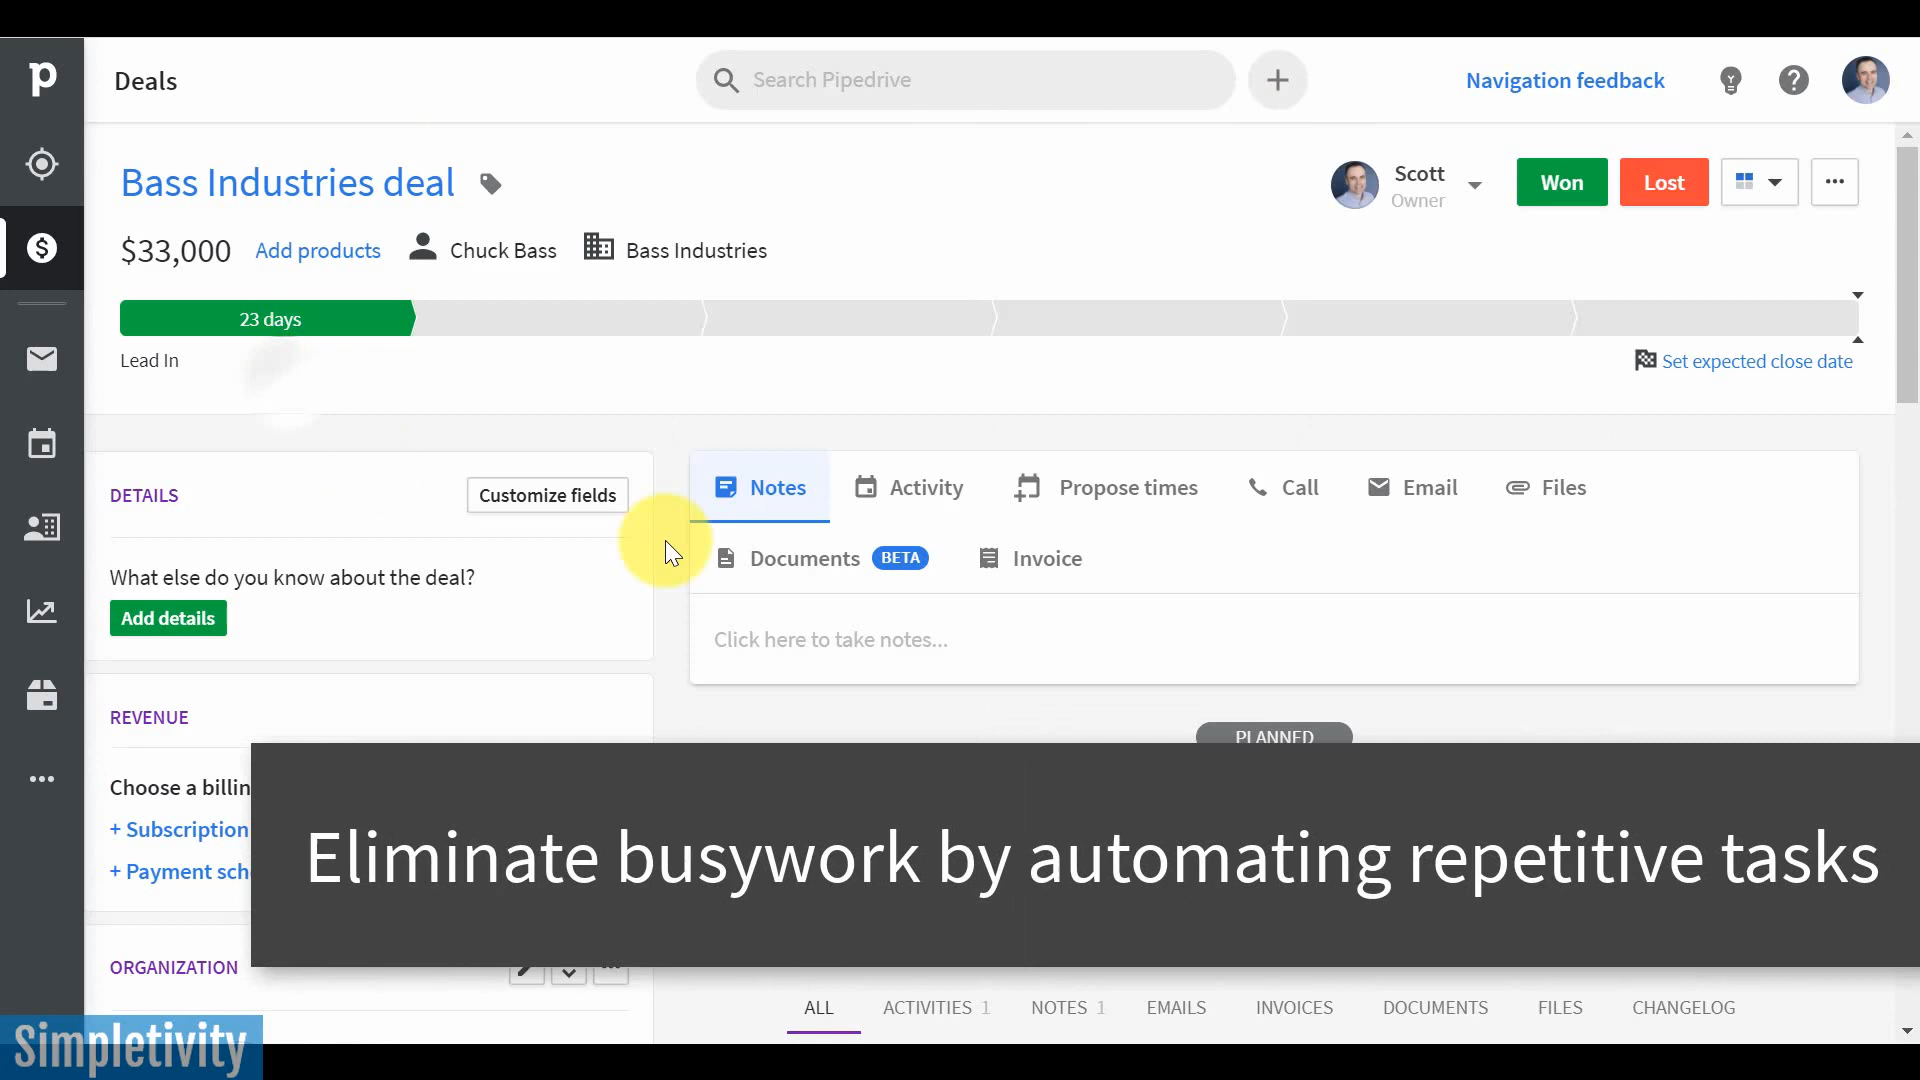 p
Deals
Search Pipedrive
Navigation feedback
Bass Industries deal
Scott
Owner
Won
Lost
$33,000
Add products
Chuck Bass
Bass Industries
23 days
Lead In
Set expected close date
DETAILS
Customize fields
What else do you know about the deal?
Add details
Notes
Activity
Propose times
Call
Email
Files
Documents BETA
Invoice
Click here to take notes...
PLANNED
REVENUE
Choose a billin
+ Subscription
+ Payment sch
Eliminate busywork by automating repetitive tasks
ORGANIZATION
ALL
ACTIVITIES 1
NOTES 1
EMAILS
INVOICES
DOCUMENTS
FILES
CHANGELOG
Simpletivity